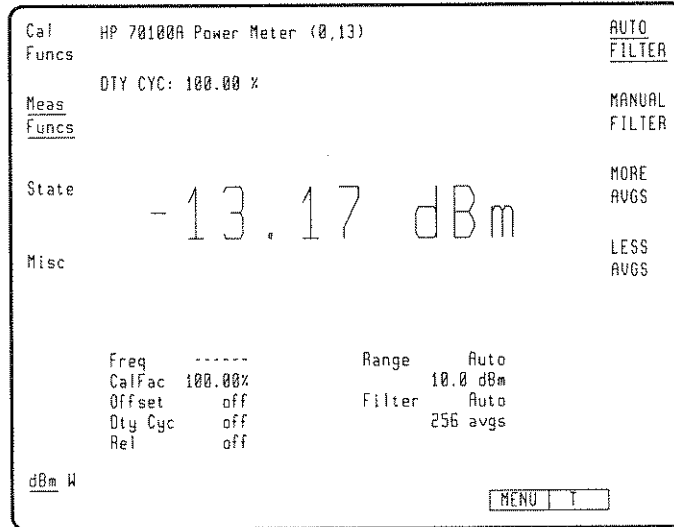 Cal
Funcs
HP 70100A Power Meter (0,13)
AUTO
FILTER
DTY CYC: 100.00 %
Meas
Funcs
MANUAL
FILTER
State
-13.17 dBm
MORE
AVGS
Misc
LESS
AVGS
Freq ------
CalFac 100.00%
Offset off
Dty Cyc off
Rel off
Range Auto
10.0 dBm
Filter Auto
256 avgs
dBm W
MENU T